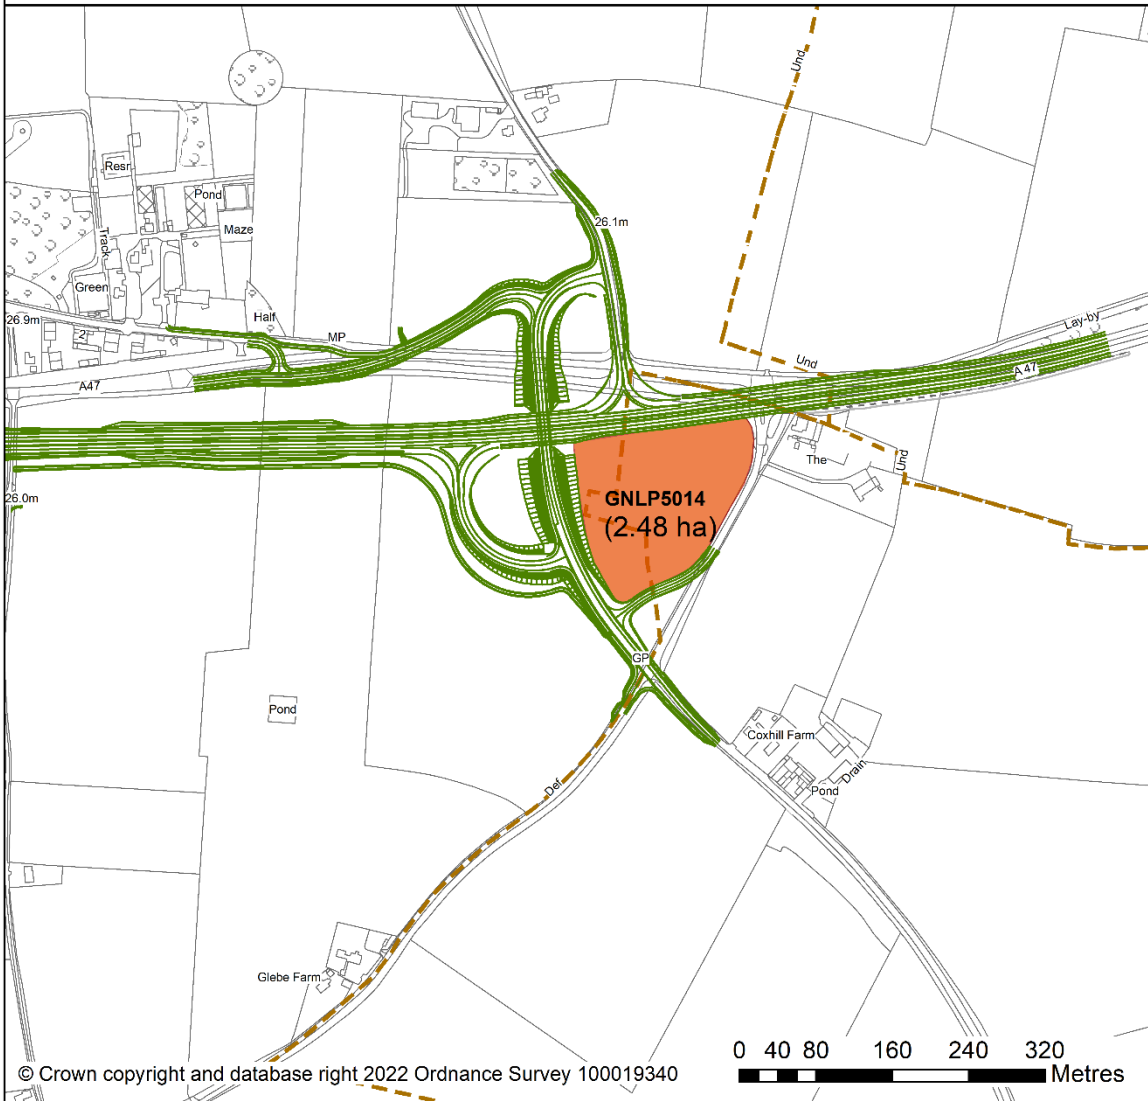 Und
Resr
Pond
Maze
26.1m
Track
Green
Half
26.9m
2
MP
Lay-by
Und
A47
A 47
The
Und
26.0m
GNLP5014
(2.48 ha)
GP
Pond
Coxhill Farm
Drain
Pond
Def
Glebe Farm
0 40 80 160 240 320
Metres
© Crown copyright and database right 2022 Ordnance Survey 100019340